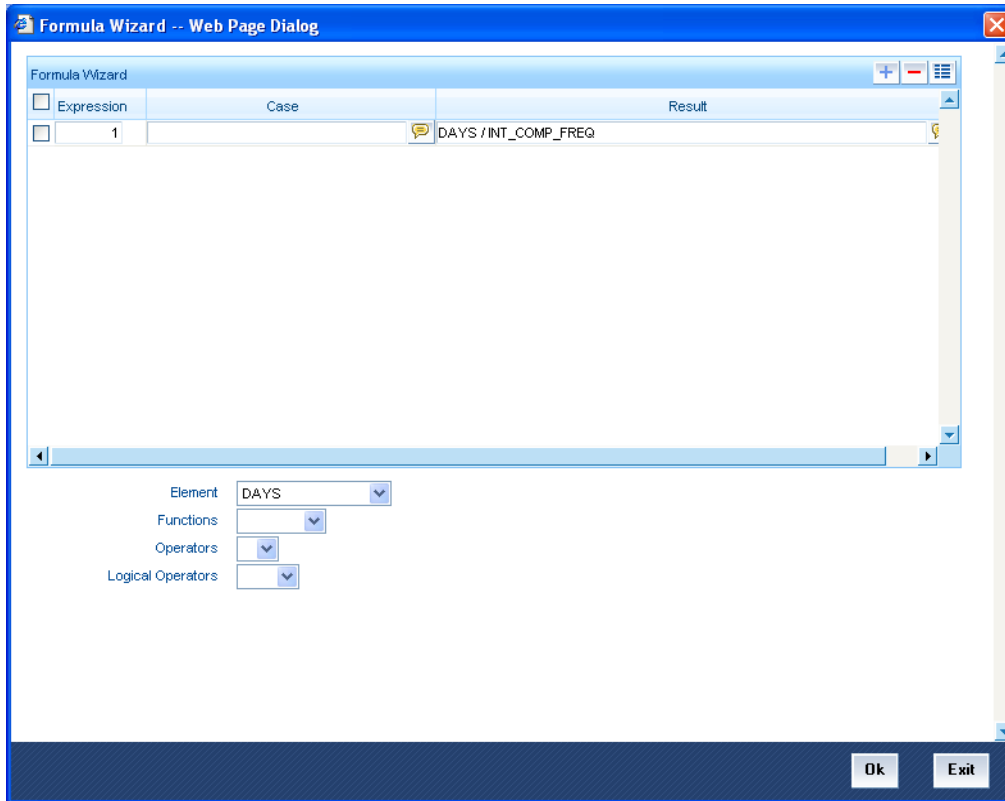 Formula Wizard -- Web Page Dialog
Formula Wizard
Expression Case Result
1 DAYS / INT_COMP_FREQ
Element DAYS
Functions
Operators
Logical Operators
Ok Exit